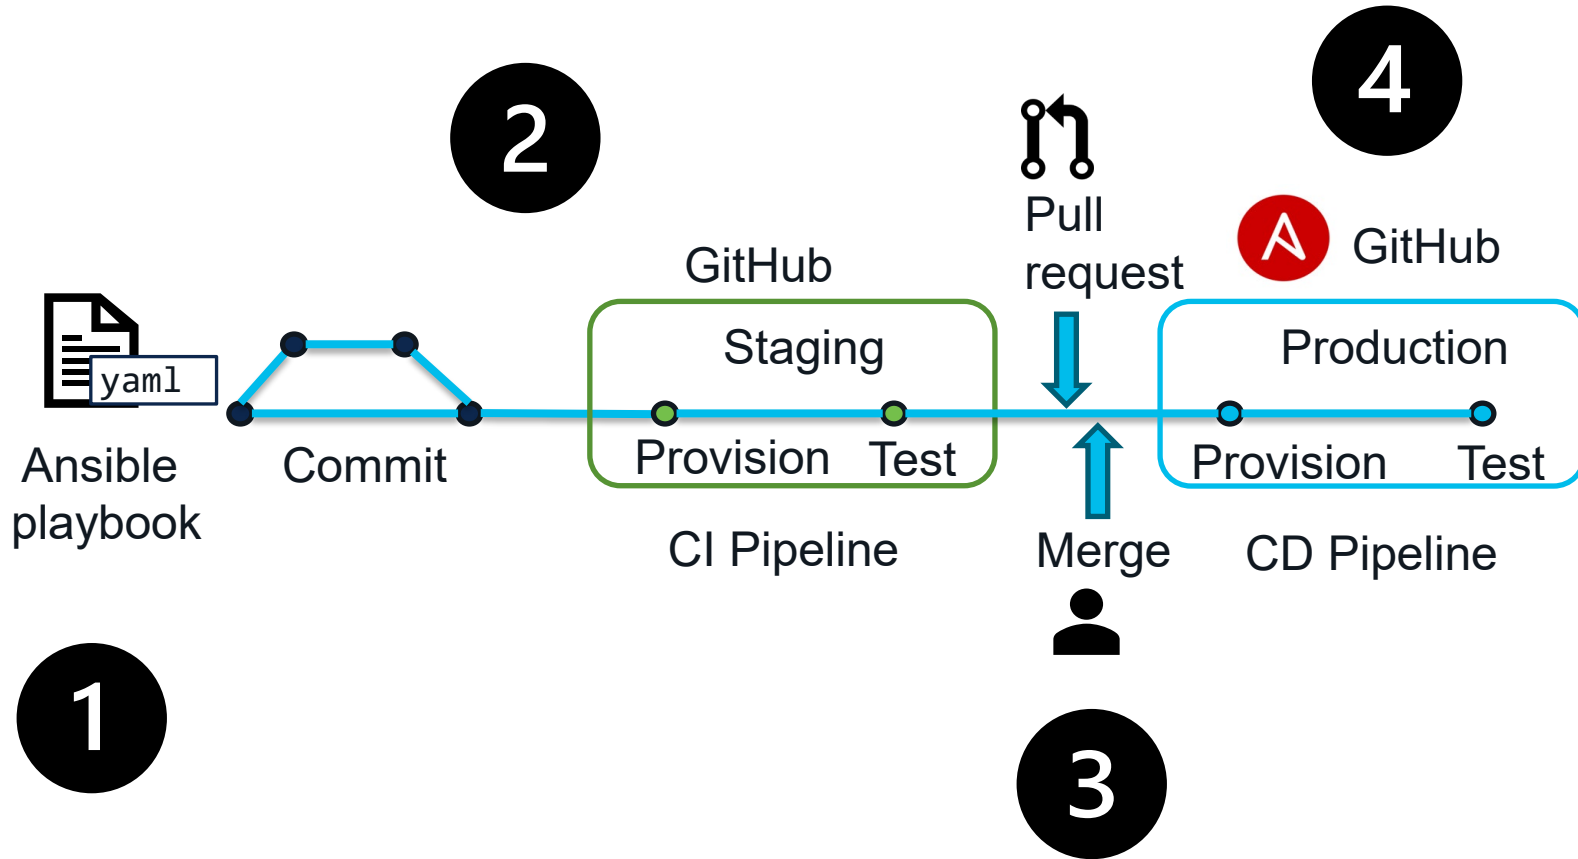 4
2
Pull
request
GitHub
GitHub
Staging
Production
yaml
Ansible
playbook
Commit
Provision
Test
Provision
Test
CI Pipeline
Merge
CD Pipeline
1
3